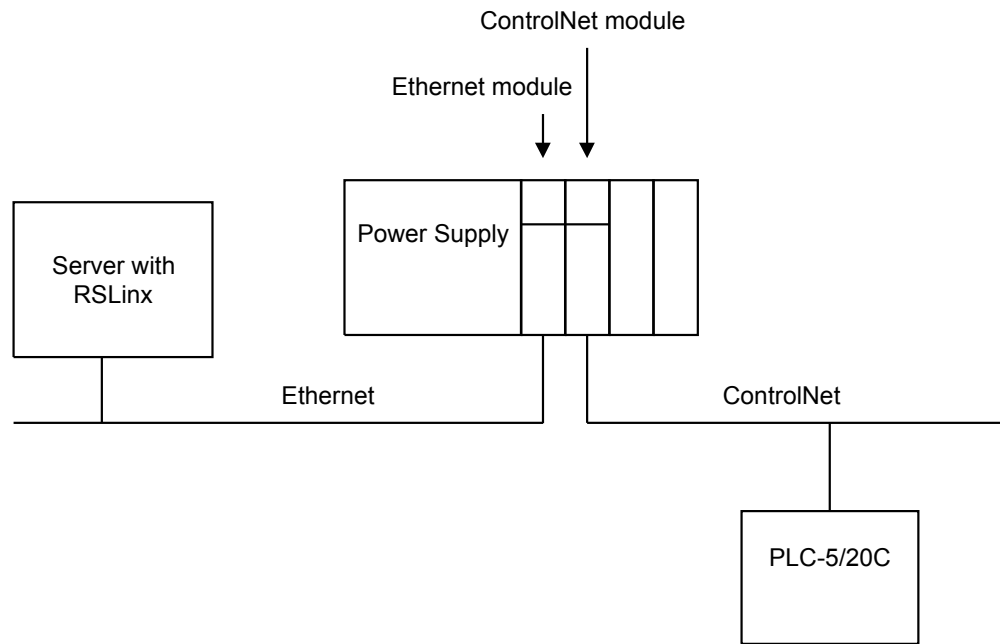 ControlNet module
Ethernet module
Power Supply
Server with
RSLinx
Ethernet
ControlNet
PLC-5/20C